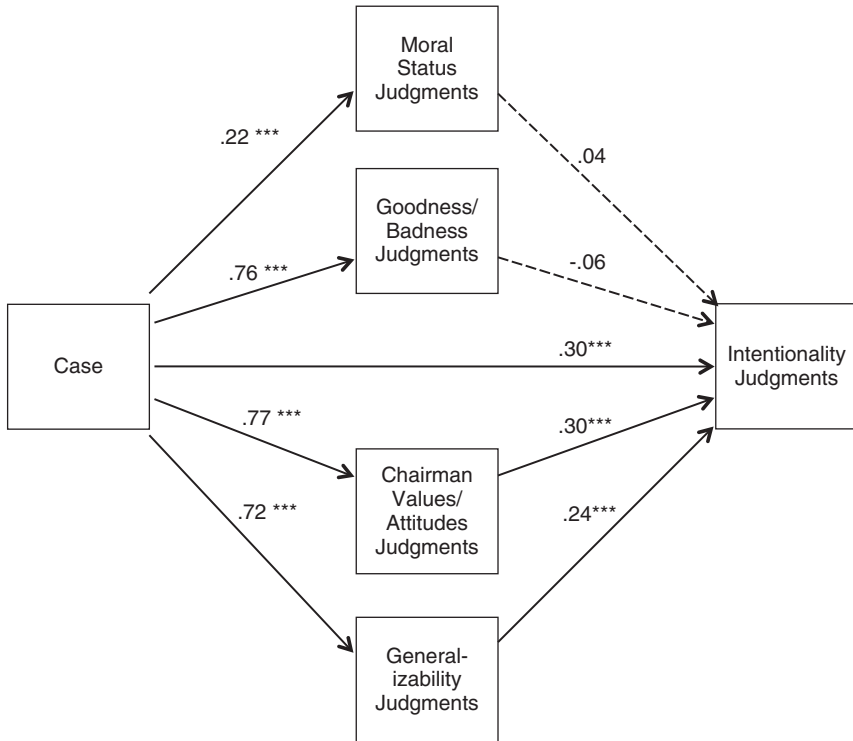 Moral
Status
Judgments
.22 ***
.04
Goodness/
Badness
Judgments
.76 ***
-.06
Case
.30***
Intentionality
Judgments
.77 ***
.30***
Chairman
Values/
Attitudes
Judgments
.72 ***
.24***
General-
izability
Judgments